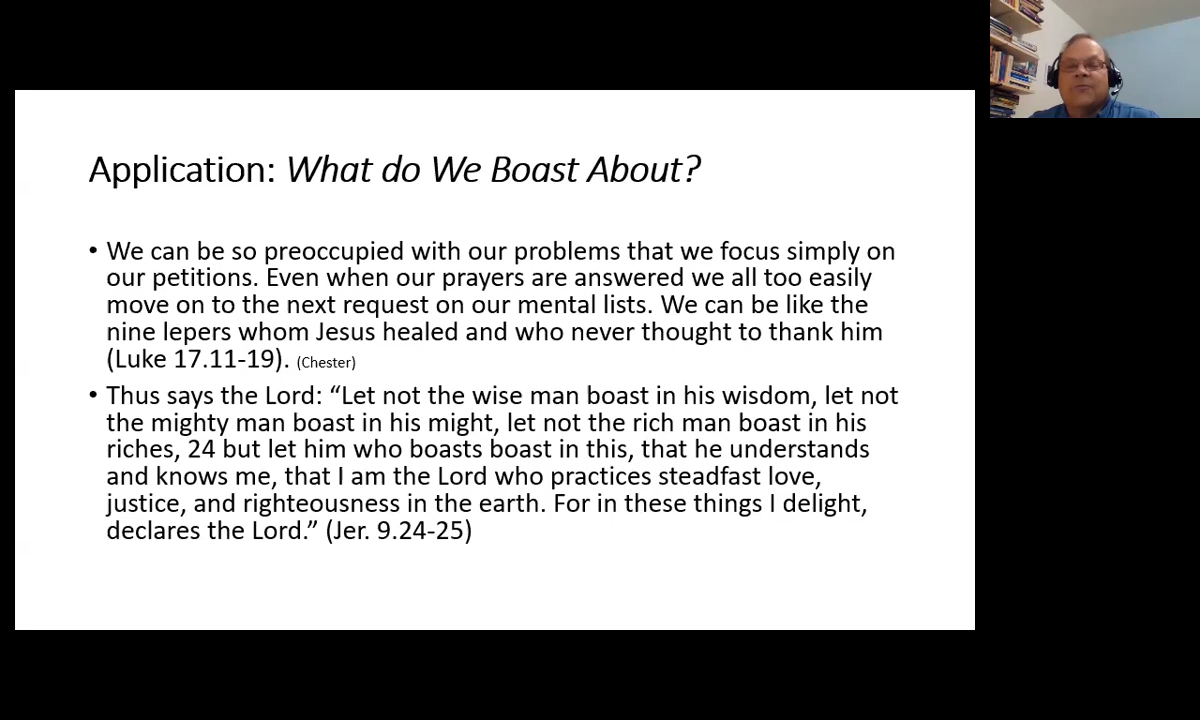 Application: What do We Boast About?
• We can be so preoccupied with our problems that we focus simply on
our petitions. Even when our prayers are answered we all too easily
move on to the next request on our mental lists. We can be like the
nine lepers whom Jesus healed and who never thought to thank him
(Luke 17.11-19). (Chester)
• Thus says the Lord: “Let not the wise man boast in his wisdom, let not
the mighty man boast in his might, let not the rich man boast in his
riches, 24 but let him who boasts boast in this, that he understands
and knows me, that I am the Lord who practices steadfast love,
justice, and righteousness in the earth. For in these things I delight,
declares the Lord.” (Jer. 9.24-25)